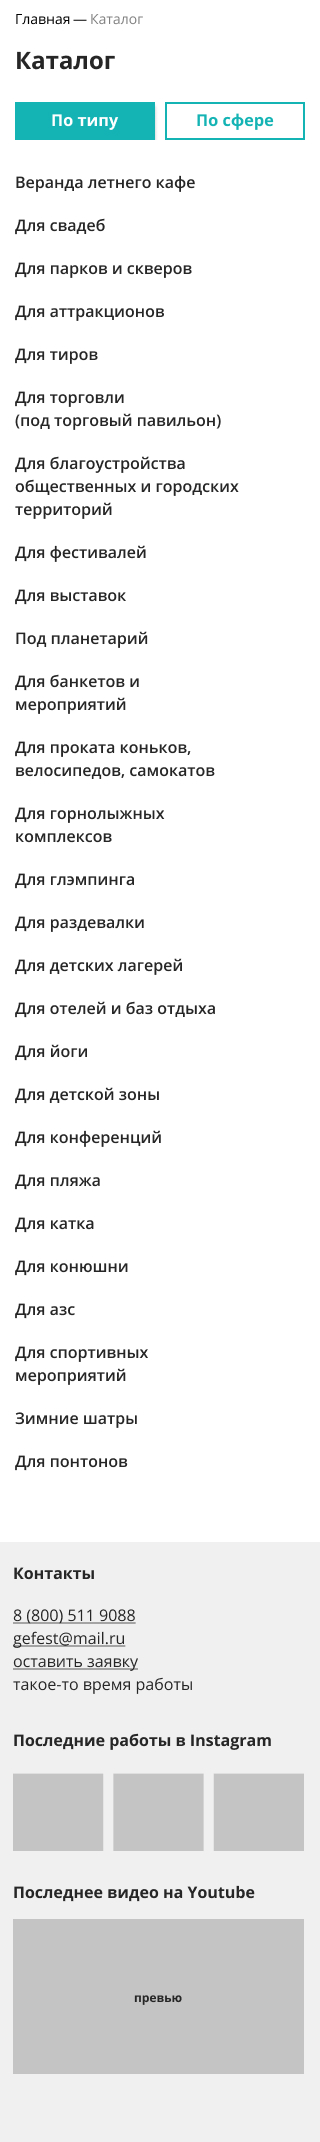 Главная — Каталог
Каталог
По типу
По сфере
Веранда летнего кафе
Для свадеб
Для парков и скверов
Для аттракционов
Для тиров
Для торговли
(под торговый павильон)
Для благоустройства
общественных и городских
территорий
Для фестивалей
Для выставок
Под планетарий
Для банкетов и
мероприятий
Для проката коньков,
велосипедов, самокатов
Для горнолыжных
комплексов
Для глэмпинга
Для раздевалки
Для детских лагерей
Для отелей и баз отдыха
Для йоги
Для детской зоны
Для конференций
Для пляжа
Для катка
Для конюшни
Для азс
Для спортивных
мероприятий
Зимние шатры
Для понтонов
Контакты
8 (800) 511 9088
gefest@mail.ru
оставить заявку
такое-то время работы
Последние работы в Instagram
Последнее видео на Youtube
превью